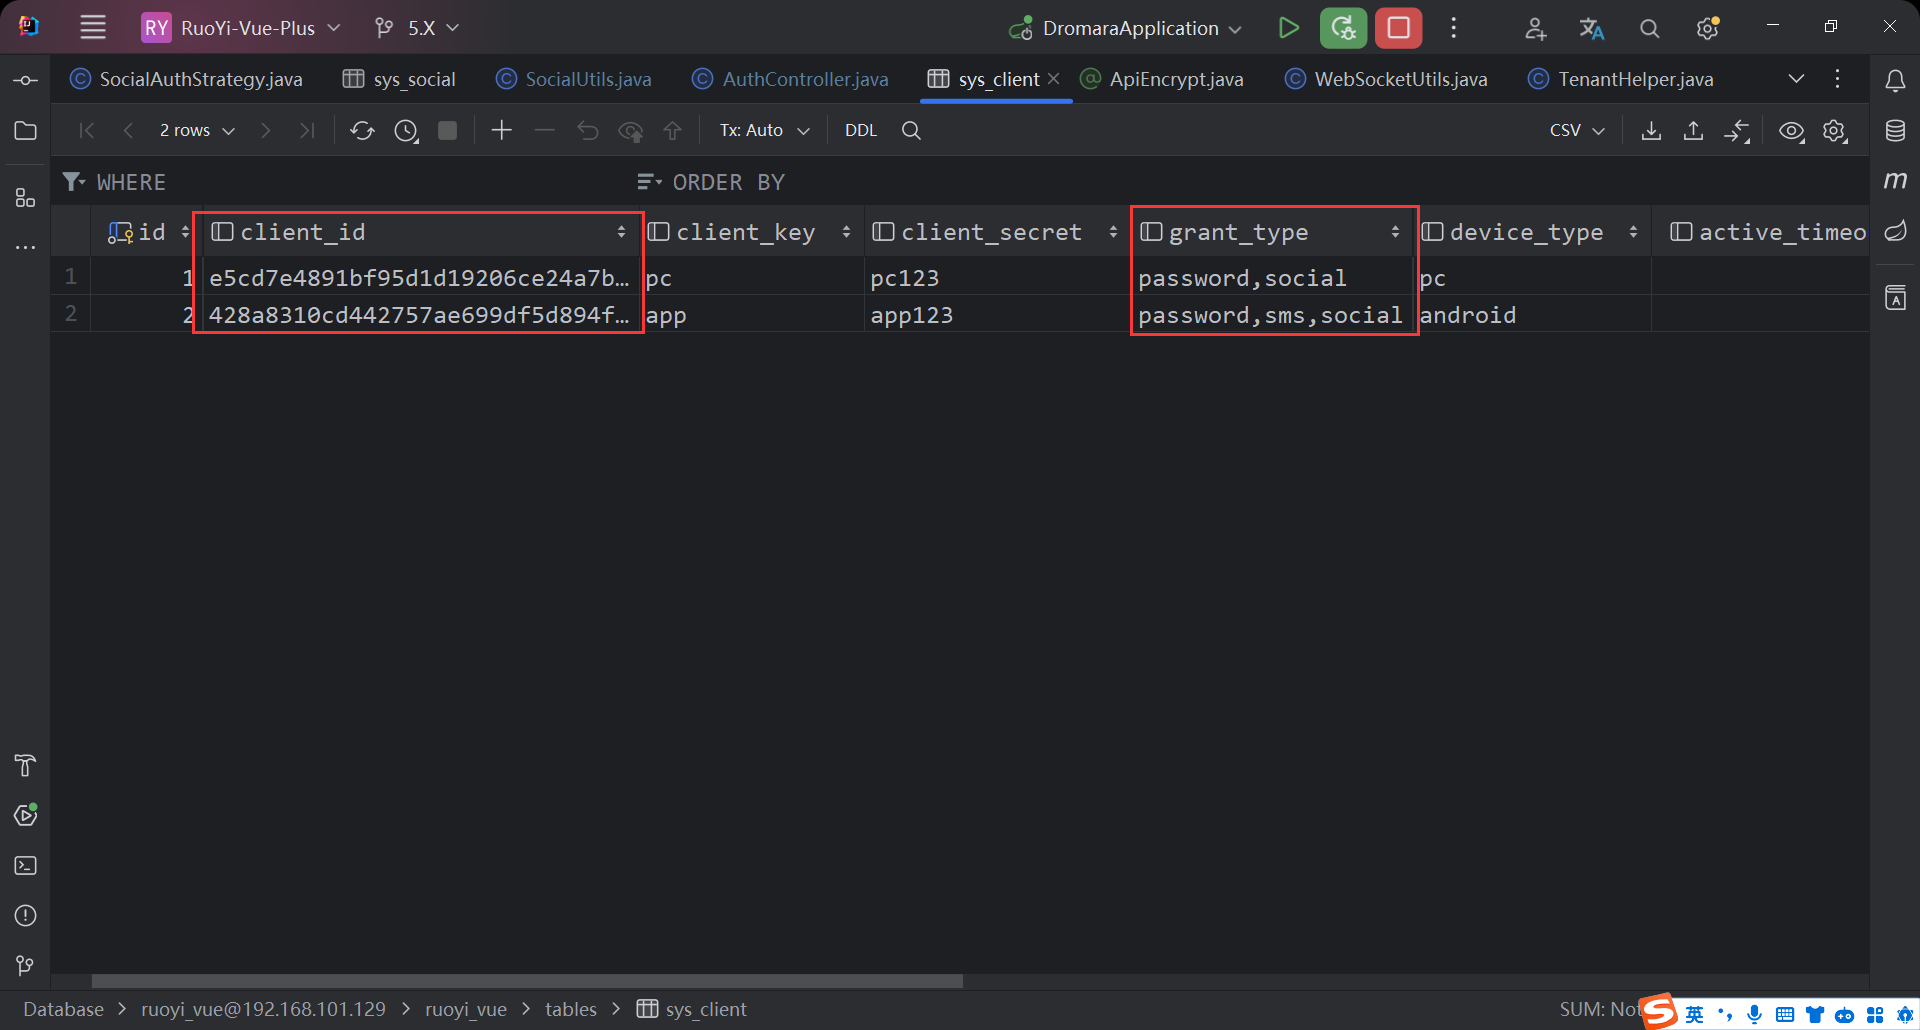 RY RuoYi-Vue-Plus 5.X DromaraApplication
SocialAuthStrategy.java sys_social SocialUtils.java AuthController.java sys_client ApiEncrypt.java WebSocketUtils.java TenantHelper.java
2 rows Tx: Auto DDL CSV
WHERE ORDER BY
id client_id client_key client_secret grant_type device_type active_timeo
1 1 e5cd7e4891bf95d1d19206ce24a7b... pc pc123 password,social pc
2 2 428a8310cd442757ae699df5d894f... app app123 password,sms,social android
Database > ruoyi_vue@192.168.101.129 > ruoyi_vue > tables > sys_client SUM: Not
英